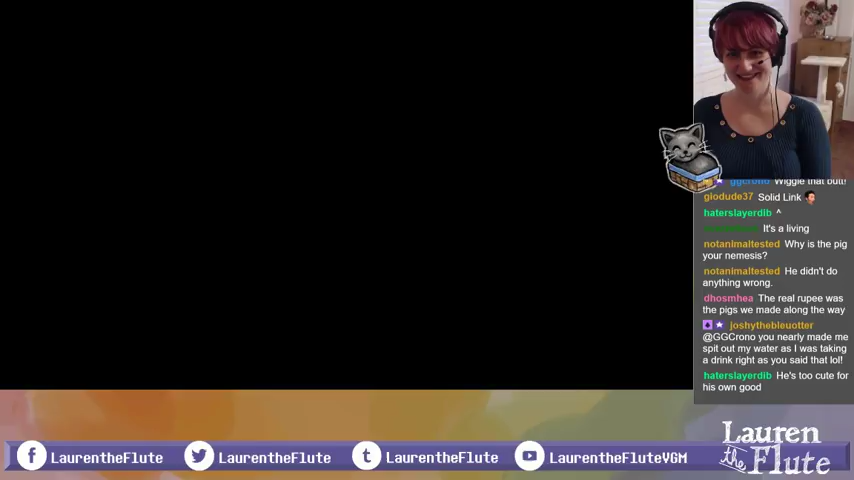 ggcrono Wiggle that butt!
giodude37 Solid Link
haterslayerdib ^
It's a living
notanimaltested Why is the pig
your nemesis?
notanimaltested He didn't do
anything wrong.
dhosmhea The real rupee was
the pigs we made along the way
joshythebleuotter
@GGCrono you nearly made me
spit out my water as I was taking
a drink right as you said that lol!
haterslayerdib He's too cute for
his own good
Lauren
the Flute
LaurentheFlute
LaurentheFlute
LaurentheFlute
LaurentheFluteVGM